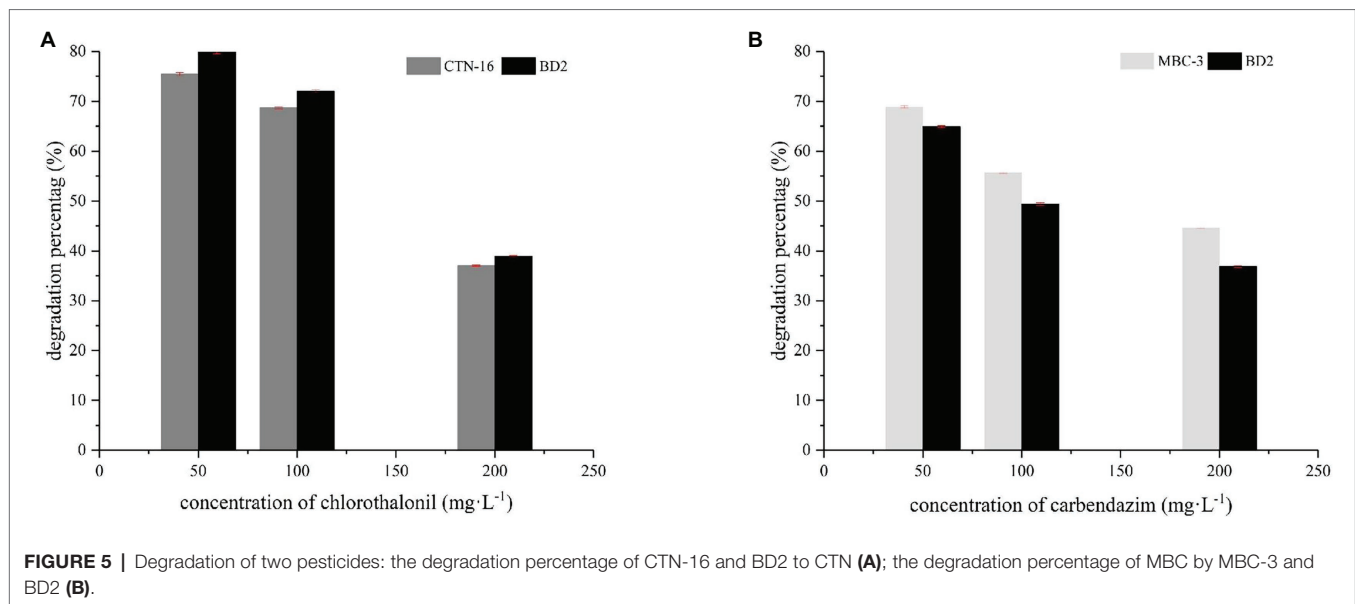 A
80
70
60
50
40
30
20
10
0
degradation percentag (%)
CTN-16 BD2
0 50 100 150 200 250
concentration of chlorothalonil (mg·L⁻¹)
B
80
70
60
50
40
30
20
10
0
degradation percentag (%)
MBC-3 BD2
0 50 100 150 200 250
concentration of carbendazim (mg·L⁻¹)
FIGURE 5 | Degradation of two pesticides: the degradation percentage of CTN-16 and BD2 to CTN (A); the degradation percentage of MBC by MBC-3 and
BD2 (B).